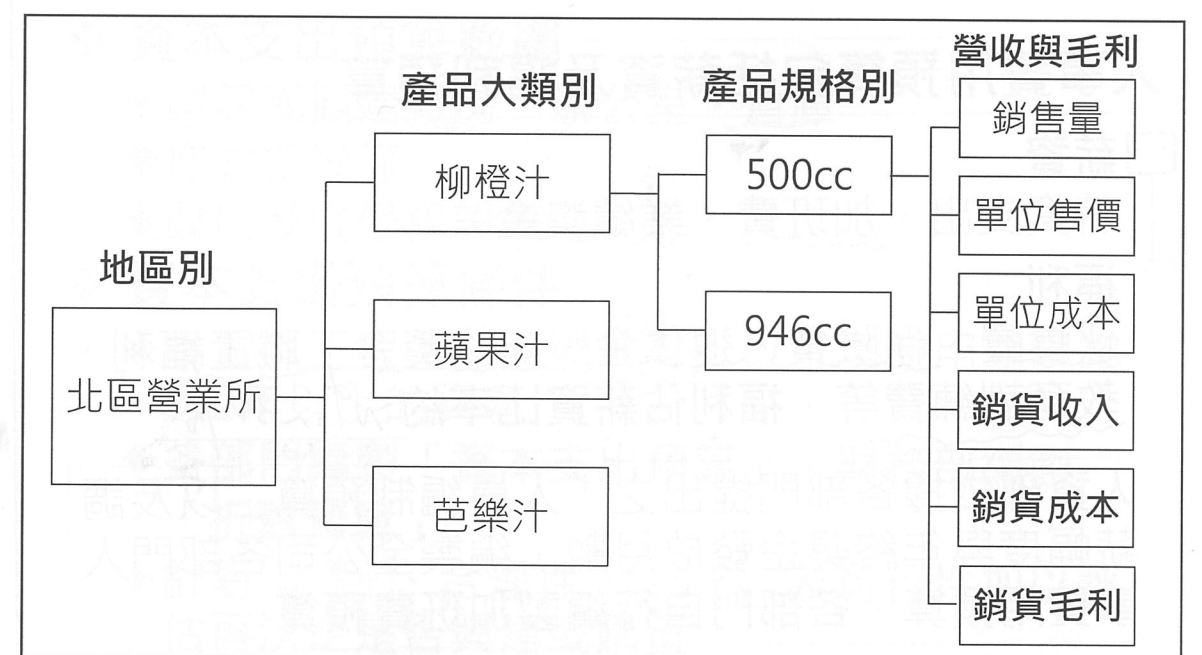 地區別
北區營業所
產品大類別
柳橙汁
蘋果汁
芭樂汁
產品規格別
500cc
946cc
營收與毛利
銷售量
單位售價
單位成本
銷貨收入
銷貨成本
銷貨毛利